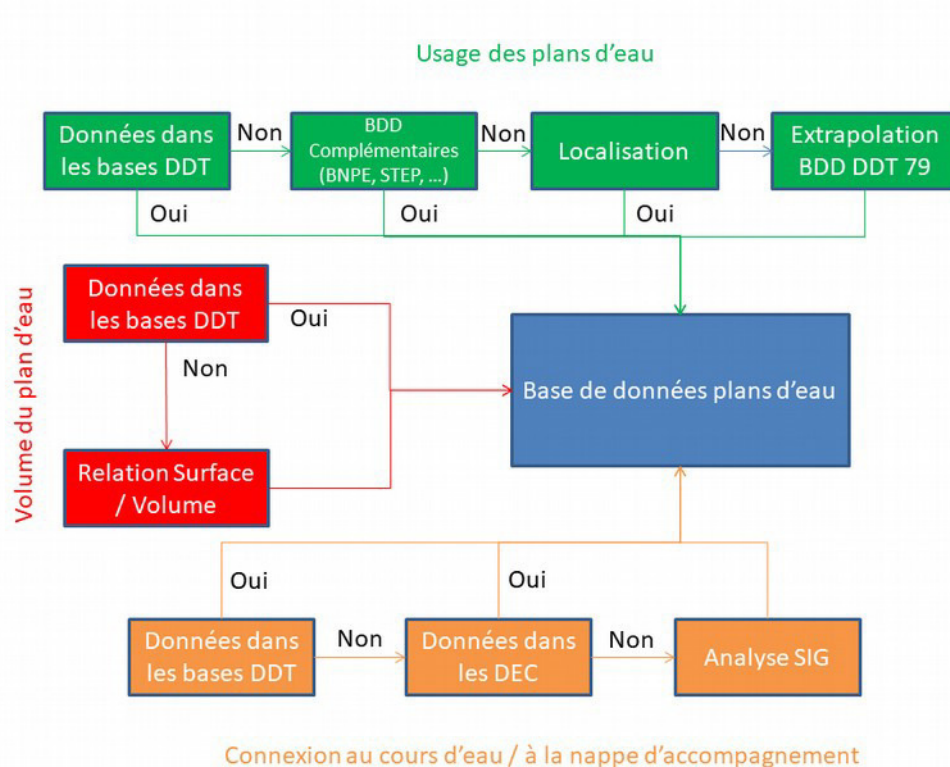 Usage des plans d'eau
Données dans
les bases DDT
Non
BDD
Complémentaires
(BNPE, STEP, ...)
Non
Localisation
Non
Extrapolation
BDD DDT 79
Oui
Oui
Oui
Volume du plan d'eau
Données dans
les bases DDT
Oui
Non
Relation Surface
/ Volume
Base de données plans d'eau
Oui
Oui
Données dans
les bases DDT
Non
Données dans
les DEC
Non
Analyse SIG
Connexion au cours d'eau / à la nappe d'accompagnement